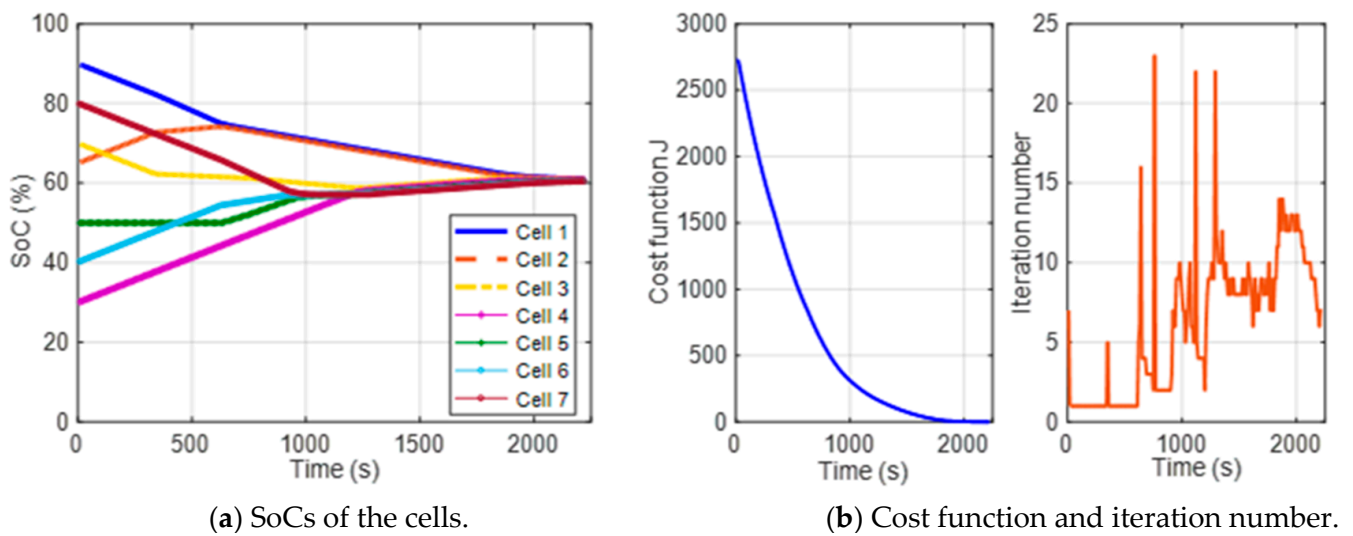 100
80
60
40
20
0
SoC (%)
0 500 1000 1500 2000
Time (s)
Cell 1
Cell 2
Cell 3
Cell 4
Cell 5
Cell 6
Cell 7
(a) SoCs of the cells.
3000
2500
2000
1500
1000
500
0
Cost function J
0 1000 2000
Time (s)
25
20
15
10
5
0
Iteration number
0 1000 2000
Time (s)
(b) Cost function and iteration number.